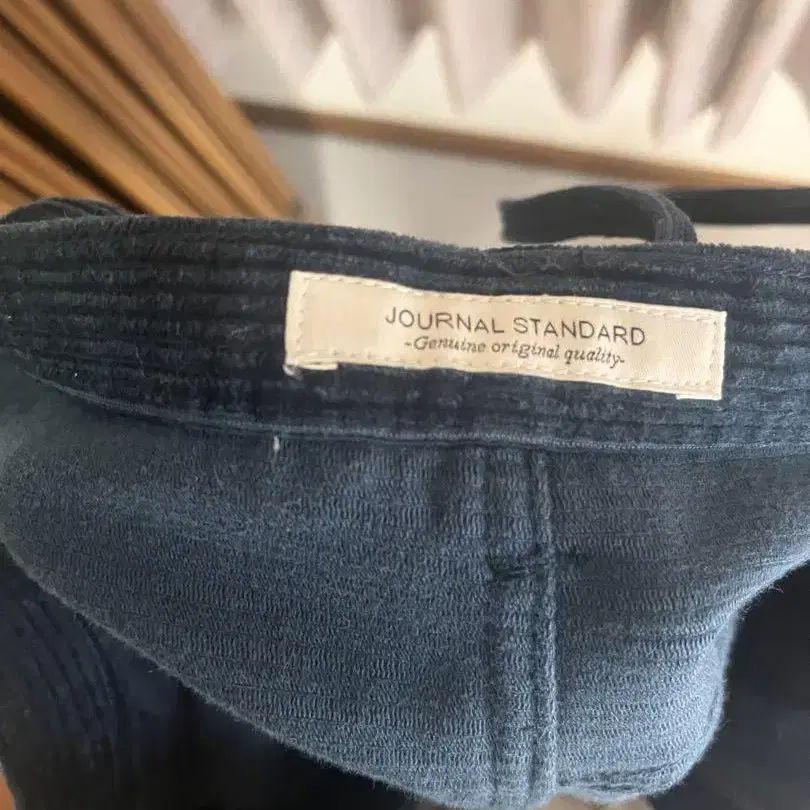 JOURNAL STANDARD
-Genuine original quality-